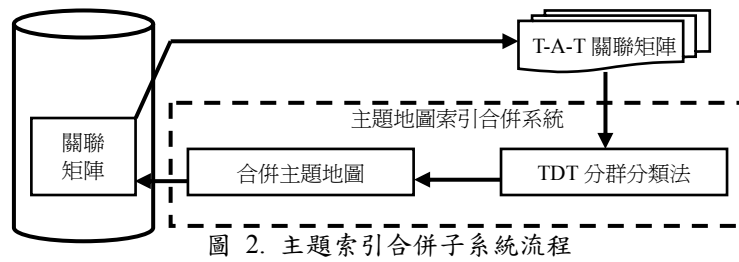 T-A-T 關聯矩陣
主題地圖索引合併系統
關聯
矩陣
合併主題地圖
TDT 分群分類法
圖 2. 主題索引合併子系統流程